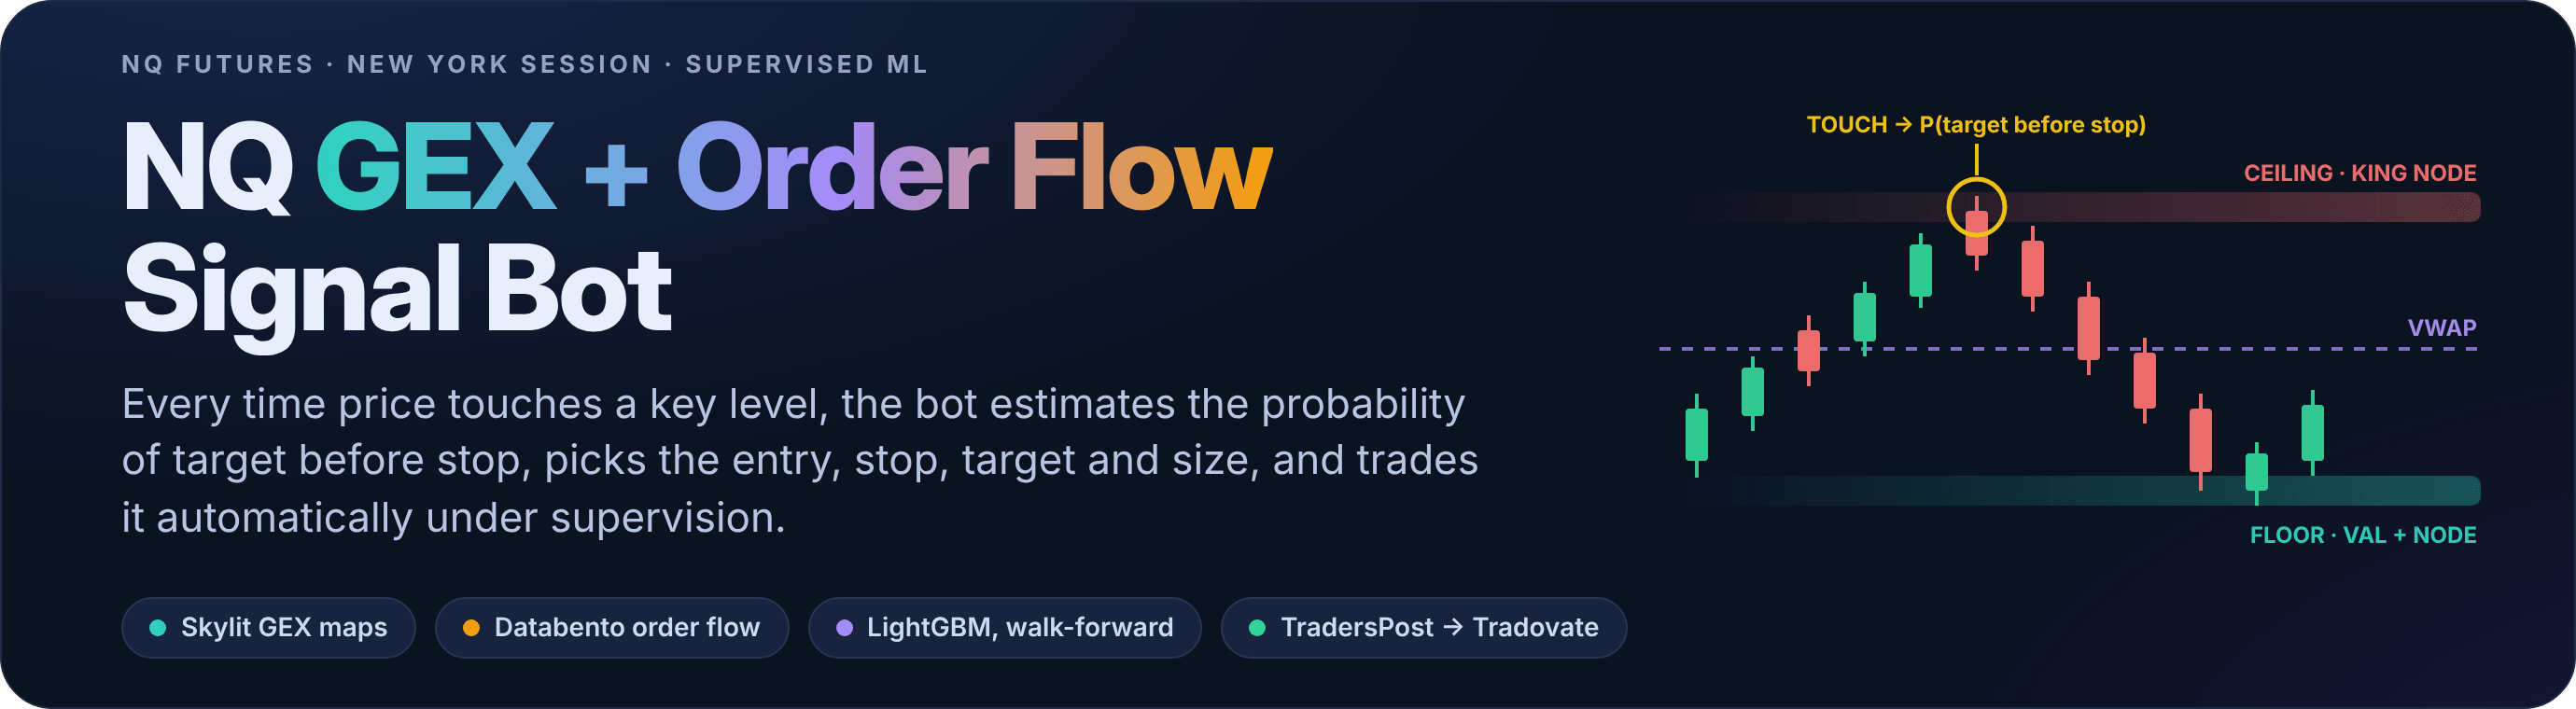 NQ FUTURES · NEW YORK SESSION · SUPERVISED ML
NQ GEX + Order Flow
Signal Bot
Every time price touches a key level, the bot estimates the probability
of target before stop, picks the entry, stop, target and size, and trades
it automatically under supervision.
Skylit GEX maps
Databento order flow
LightGBM, walk-forward
TradersPost → Tradovate
TOUCH → P(target before stop)
CEILING · KING NODE
VWAP
FLOOR · VAL + NODE